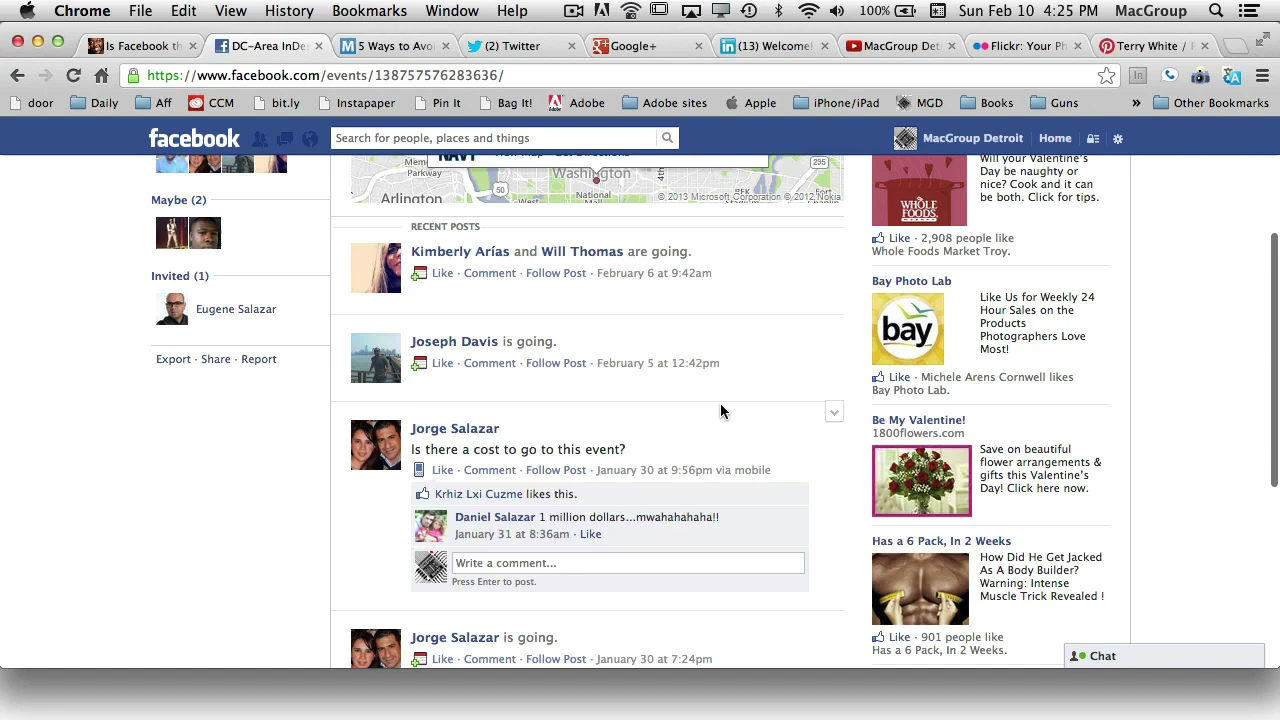 Chrome File Edit View History Bookmarks Window Help 100% Sun Feb 10 4:25 PM MacGroup
Is Facebook th
DC-Area InDe
5 Ways to Avo
(2) Twitter
Google+
(13) Welcome!
MacGroup Det
Flickr: Your Ph
Terry White / F
https://www.facebook.com/events/138757576283636/
door Daily Aff CCM bit.ly Instapaper Pin It Bag It! Adobe Adobe sites Apple iPhone/iPad MGD Books Guns » Other Bookmarks
facebook
Search for people, places and things
MacGroup Detroit Home
Maybe (2)
Invited (1)
Eugene Salazar
Export · Share · Report
Parkway
NAVY
View Map · Get Directions
Washington
Arlington
50
295
© 2013 Microsoft Corporation © 2012 Nokia
RECENT POSTS
Kimberly Arías and Will Thomas are going.
Like · Comment · Follow Post · February 6 at 9:42am
Joseph Davis is going.
Like · Comment · Follow Post · February 5 at 12:42pm
Jorge Salazar
Is there a cost to go to this event?
Like · Comment · Follow Post · January 30 at 9:56pm via mobile
Krhiz Lxi Cuzme likes this.
Daniel Salazar 1 million dollars...mwahahahaha!!
January 31 at 8:36am · Like
Write a comment...
Press Enter to post.
Jorge Salazar is going.
Like · Comment · Follow Post · January 30 at 7:24pm
WHOLE
FOODS
MARKET
Will your Valentine's
Day be naughty or
nice? Cook and it can
be both. Click for tips.
Like · 2,908 people like
Whole Foods Market Troy.
Bay Photo Lab
bay
Like Us for Weekly 24
Hour Sales on the
Products
Photographers Love
Most!
Like · Michele Arens Cornwell likes
Bay Photo Lab.
Be My Valentine!
1800flowers.com
Save on beautiful
flower arrangements &
gifts this Valentine's
Day! Click here now.
Has a 6 Pack, In 2 Weeks
How Did He Get Jacked
As A Body Builder?
Warning: Intense
Muscle Trick Revealed !
Like · 901 people like
Has a 6 Pack, In 2 Weeks.
Chat